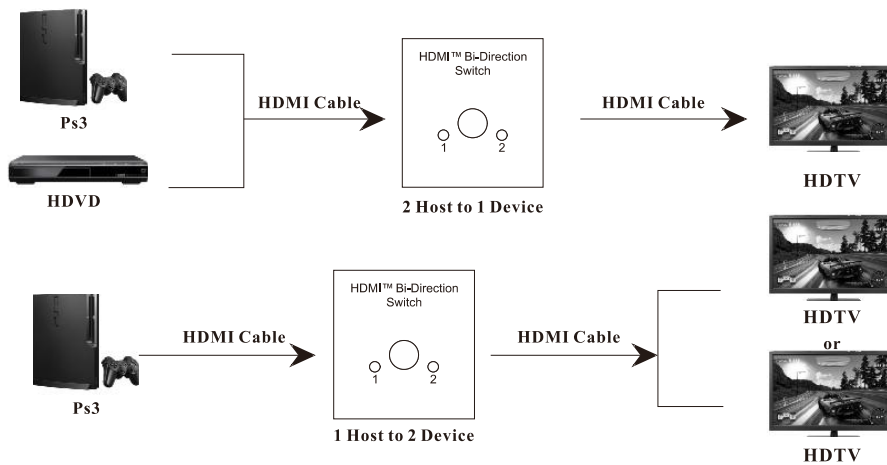 HDMI™ Bi-Direction
Switch
1
2
HDMI Cable
HDMI Cable
Ps3
HDVD
HDTV
2 Host to 1 Device
HDMI™ Bi-Direction
Switch
1
2
HDMI Cable
HDMI Cable
Ps3
HDTV
or
HDTV
1 Host to 2 Device